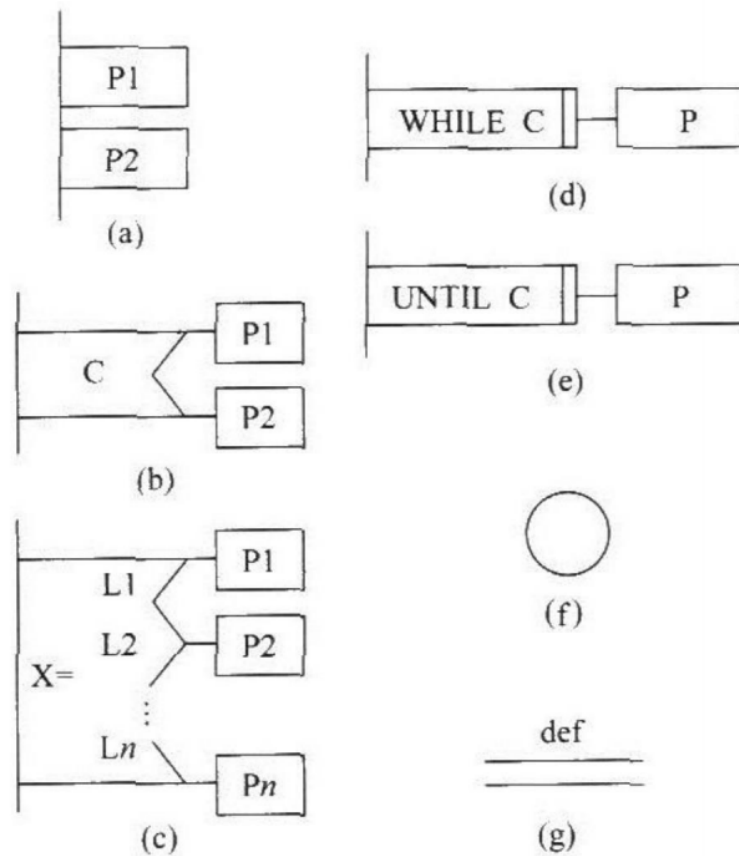 P1
P2
(a)
C
P1
P2
(b)
X=
L1
L2
⋮
Ln
P1
P2
Pn
(c)
WHILE C
P
(d)
UNTIL C
P
(e)
(f)
def
(g)